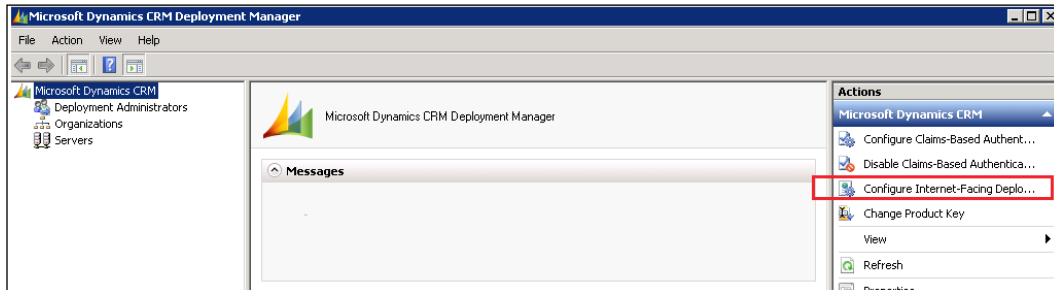 Microsoft Dynamics CRM Deployment Manager
File Action View Help
Microsoft Dynamics CRM
Deployment Administrators
Organizations
Servers
Microsoft Dynamics CRM Deployment Manager
Messages
Actions
Microsoft Dynamics CRM
Configure Claims-Based Authent...
Disable Claims-Based Authentica...
Configure Internet-Facing Deplo...
Change Product Key
View
Refresh
Properties